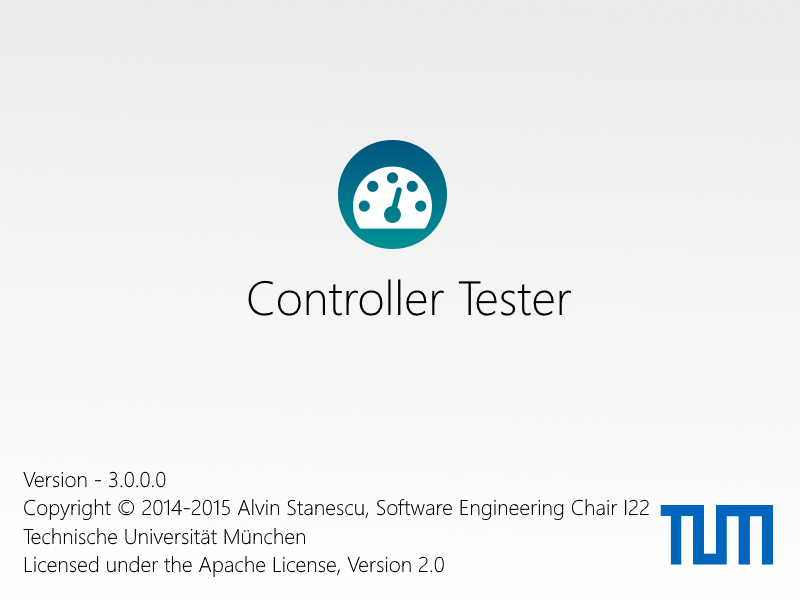 Controller Tester
Version - 3.0.0.0
Copyright © 2014-2015 Alvin Stanescu, Software Engineering Chair I22
Technische Universität München
Licensed under the Apache License, Version 2.0
TUM